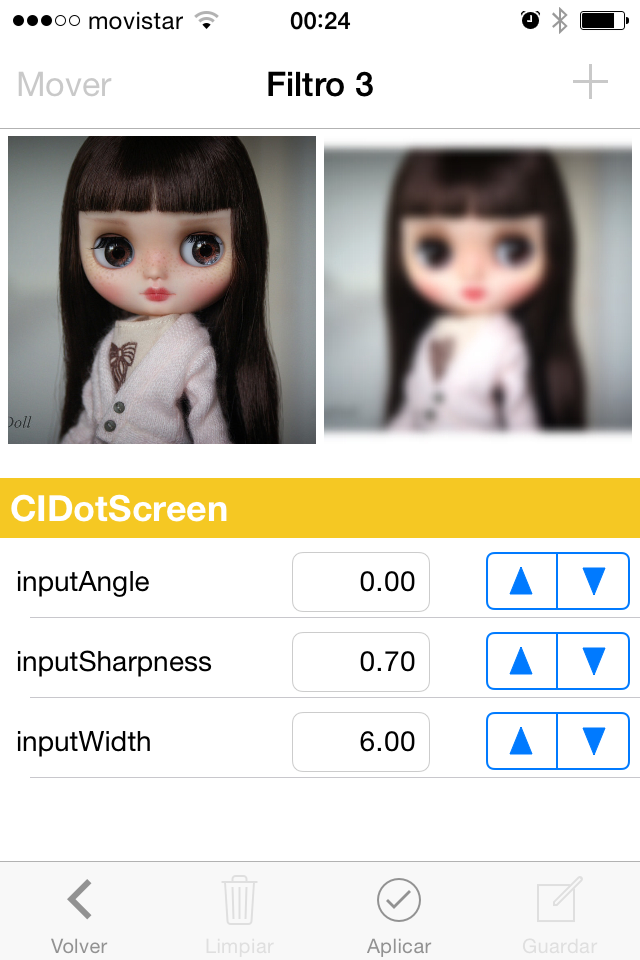 movistar 00:24
Mover Filtro 3
Doll
CIDotScreen
inputAngle 0.00
inputSharpness 0.70
inputWidth 6.00
Volver Limpiar Aplicar Guardar